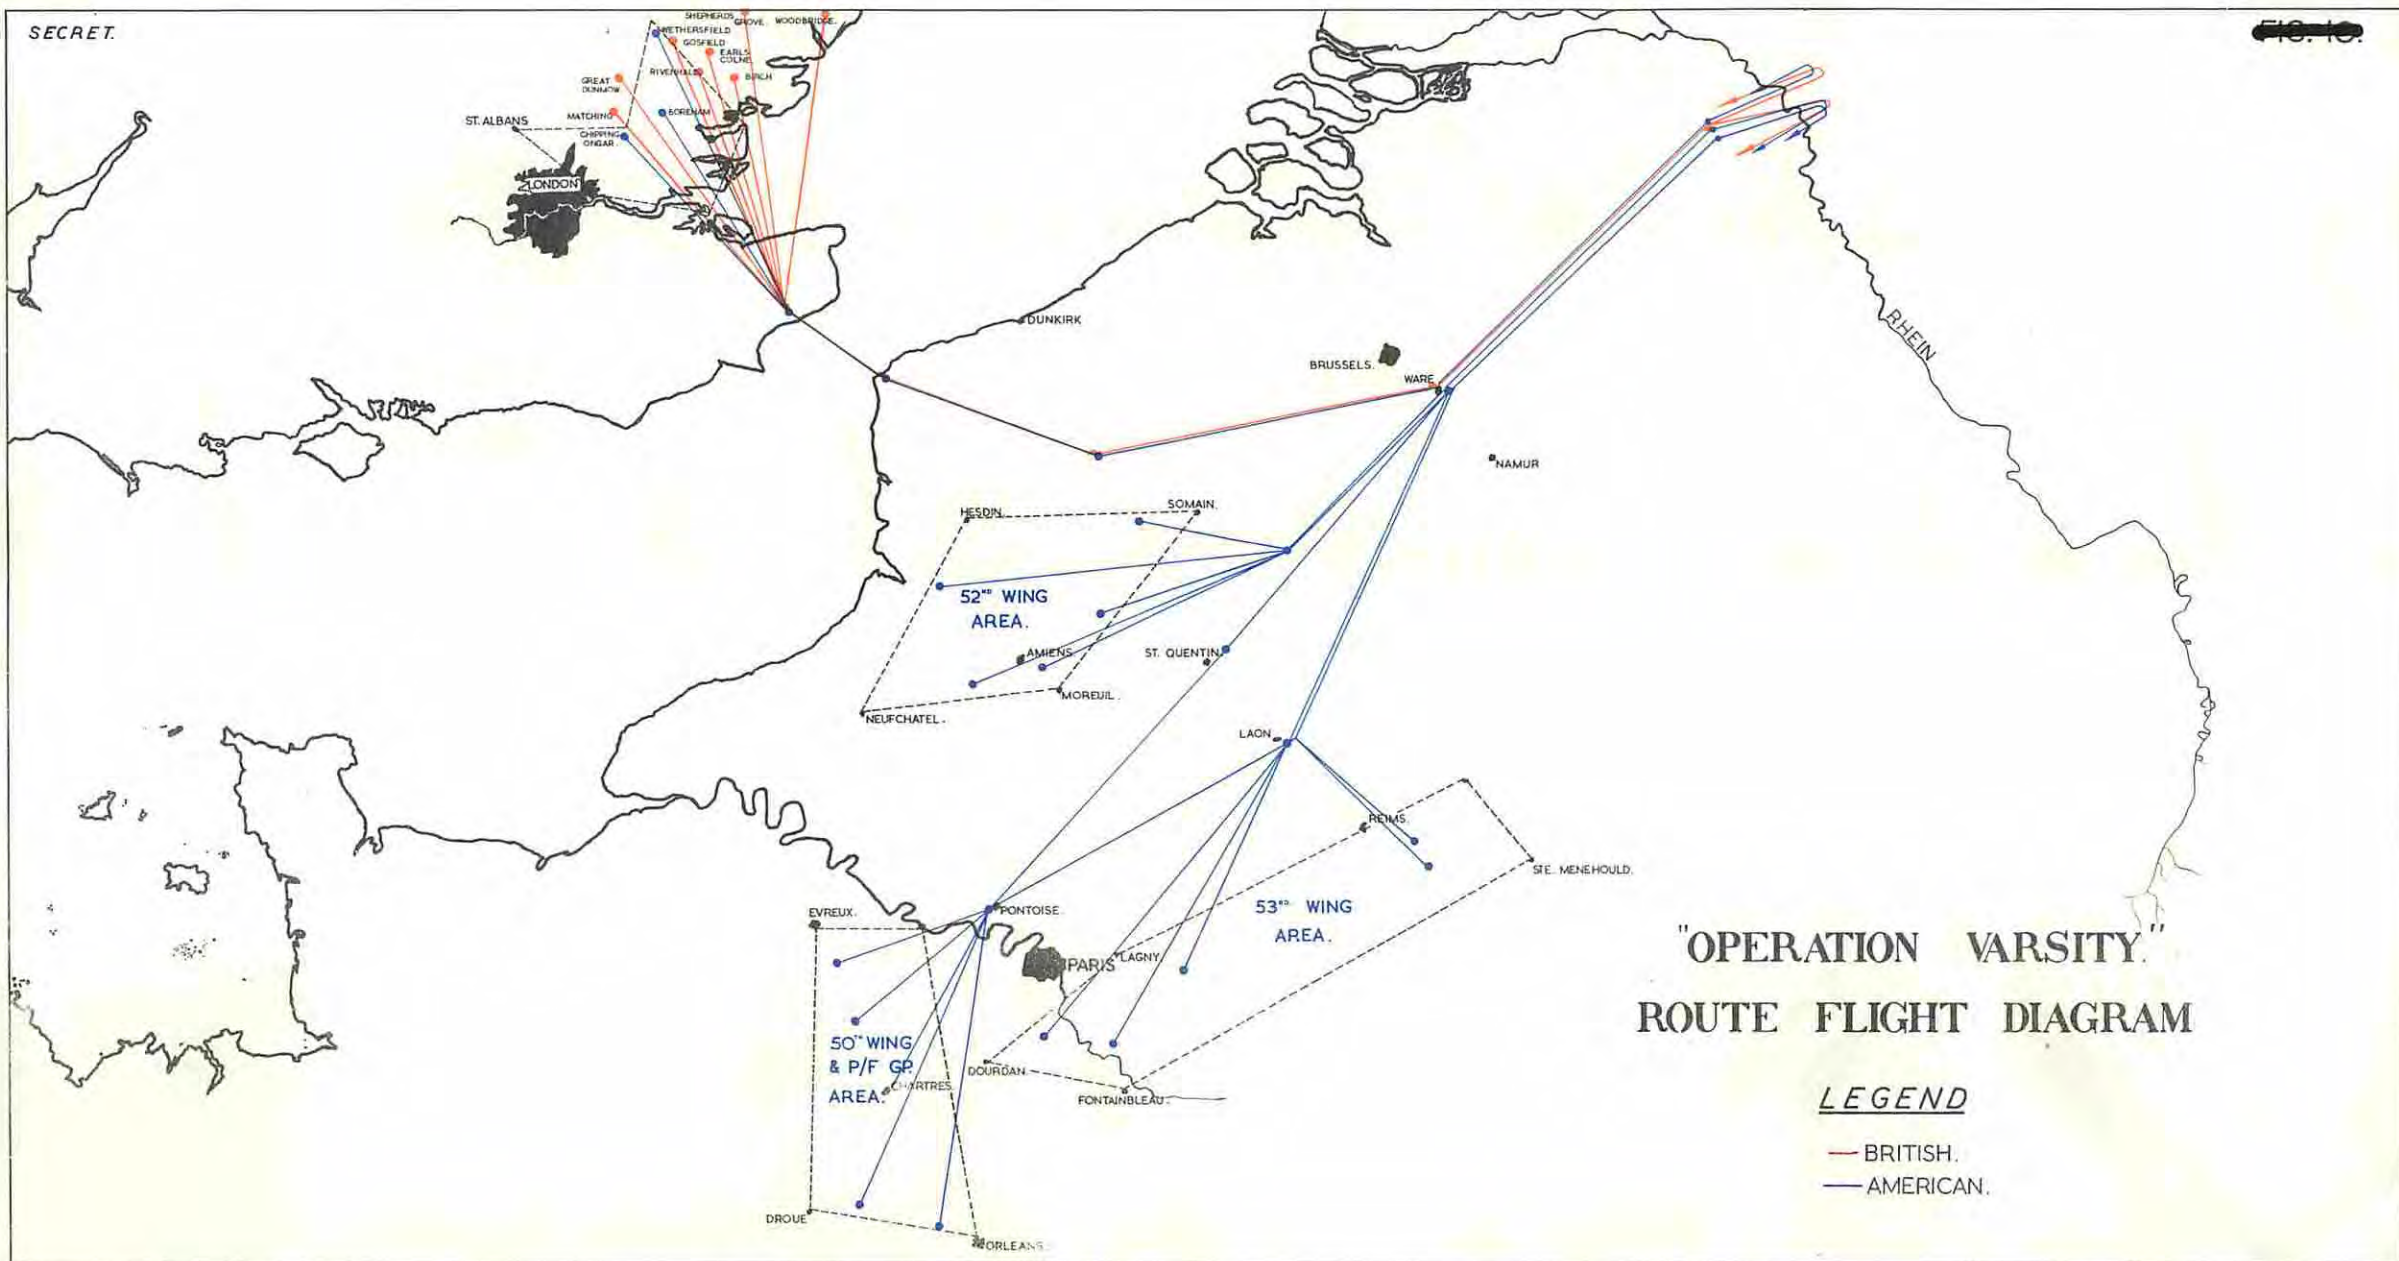 SECRET.
SHEPHERDS GROVE.
WOODBRIDGE.
WETHERSFIELD
GOSFIELD
EARLS COLNE
RIVENHALL
BIRCH
GREAT DUNMOW
MATCHING
BOREHAM
ST. ALBANS
CHIPPING ONGAR.
LONDON
DUNKIRK
BRUSSELS.
WARE
NAMUR
RHEIN
HESDIN.
SOMAIN.
52ND WING
AREA.
AMIENS.
ST. QUENTIN.
MOREUIL.
NEUFCHATEL.
LAON
REIMS.
STE. MENEHOULD.
EVREUX.
PONTOISE.
53RD WING
AREA.
PARIS
LAGNY
50TH WING
& P/F GP.
AREA.
CHARTRES.
DOURDAN.
FONTAINBLEAU.
DROUE
ORLEANS.
"OPERATION VARSITY."
ROUTE FLIGHT DIAGRAM
LEGEND
BRITISH.
AMERICAN.